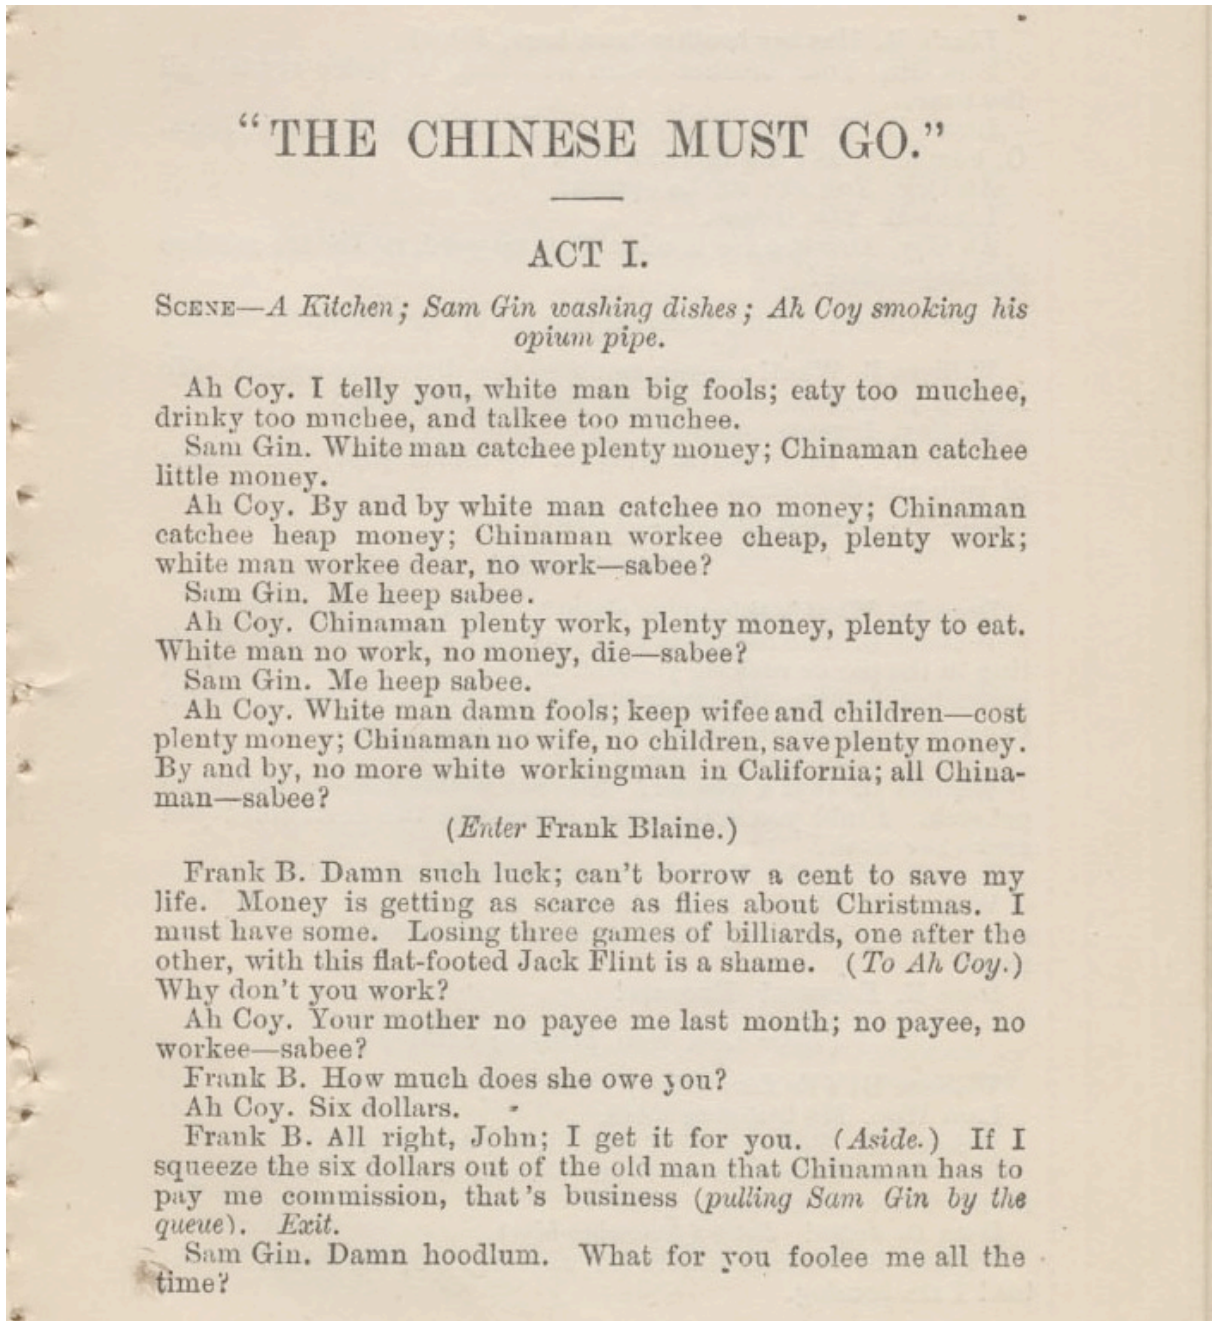 “THE CHINESE MUST GO.”
ACT I.
SCENE—A Kitchen; Sam Gin washing dishes; Ah Coy smoking his
opium pipe.
Ah Coy. I telly you, white man big fools; eaty too muchee,
drinky too muchee, and talkee too muchee.
Sam Gin. White man catchee plenty money; Chinaman catchee
little money.
Ah Coy. By and by white man catchee no money; Chinaman
catchee heap money; Chinaman workee cheap, plenty work;
white man workee dear, no work—sabee?
Sam Gin. Me heep sabee.
Ah Coy. Chinaman plenty work, plenty money, plenty to eat.
White man no work, no money, die—sabee?
Sam Gin. Me heep sabee.
Ah Coy. White man damn fools; keep wifee and children—cost
plenty money; Chinaman no wife, no children, save plenty money.
By and by, no more white workingman in California; all China-
man—sabee?
(Enter Frank Blaine.)
Frank B. Damn such luck; can't borrow a cent to save my
life. Money is getting as scarce as flies about Christmas. I
must have some. Losing three games of billiards, one after the
other, with this flat-footed Jack Flint is a shame. (To Ah Coy.)
Why don't you work?
Ah Coy. Your mother no payee me last month; no payee, no
workee—sabee?
Frank B. How much does she owe you?
Ah Coy. Six dollars.
Frank B. All right, John; I get it for you. (Aside.) If I
squeeze the six dollars out of the old man that Chinaman has to
pay me commission, that's business (pulling Sam Gin by the
queue). Exit.
Sam Gin. Damn hoodlum. What for you foolee me all the
time?